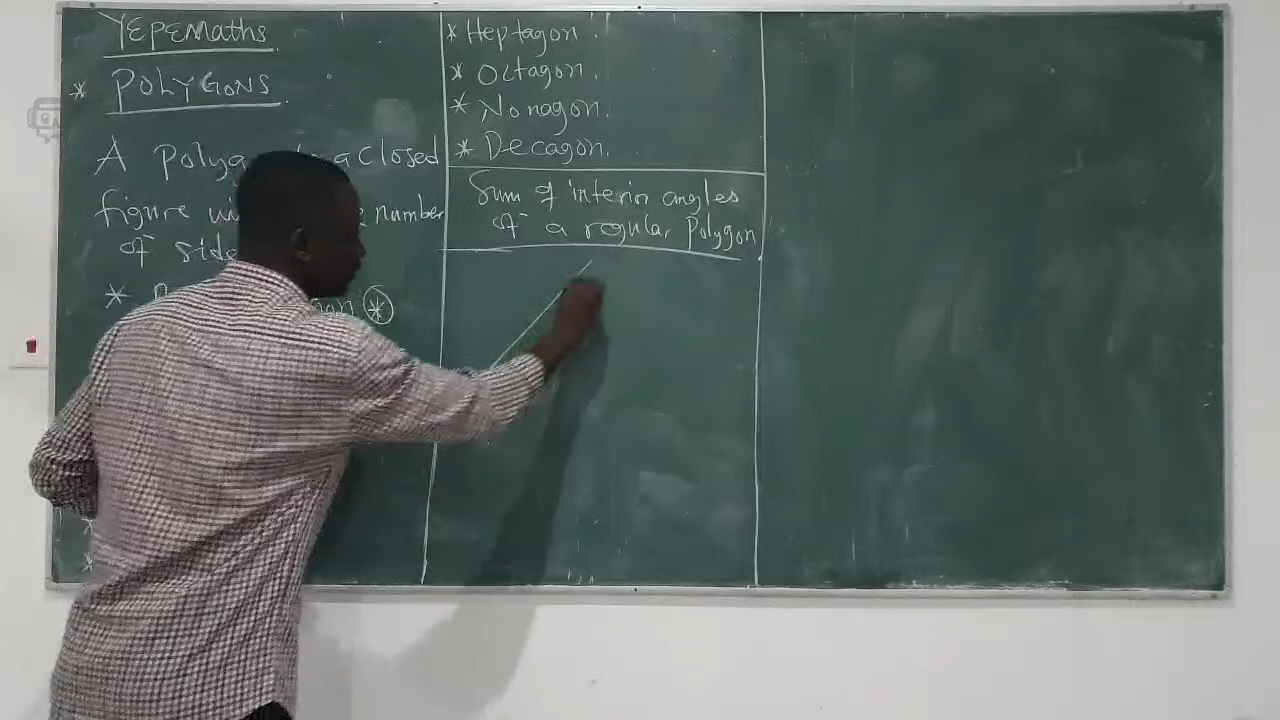 YEPEMaths
* POLYGONS
A Polyg a closed
figure wi number
of side
*
* Heptagon.
* Octagon.
* Nonagon.
* Decagon.
Sum of interior angles
of a regular Polygon